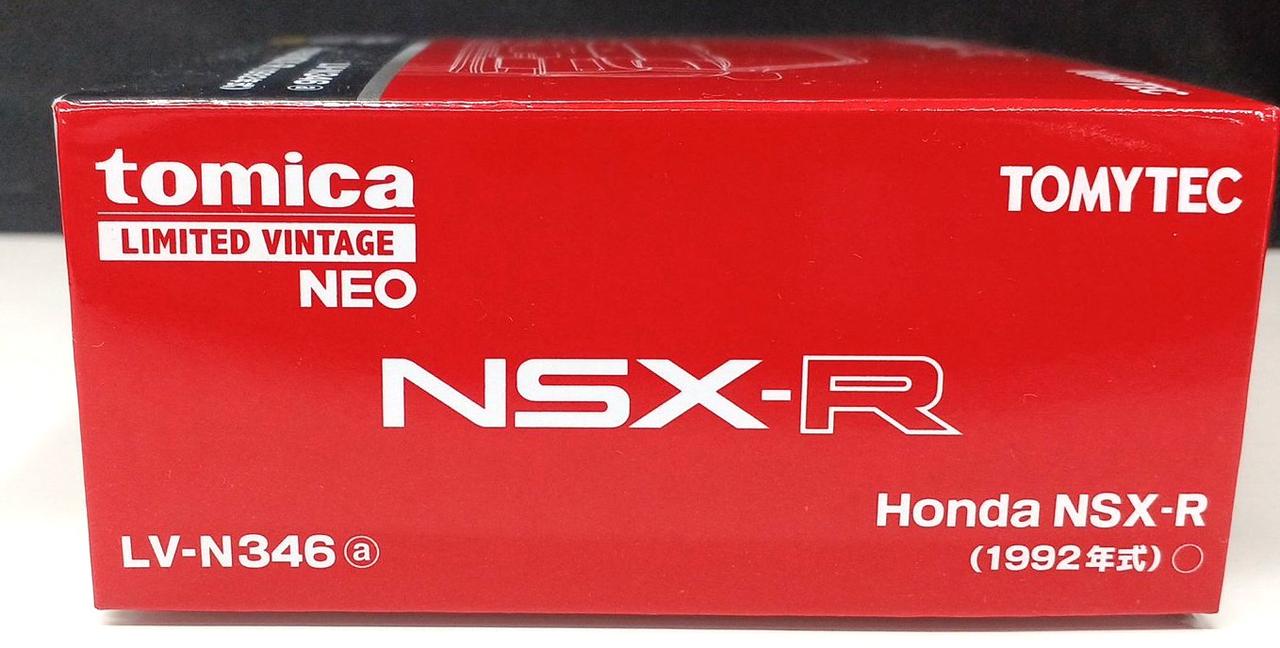 tomica
LIMITED VINTAGE
NEO
TOMYTEC
NSX-R
Honda NSX-R
(1992年式)
LV-N346ⓐ